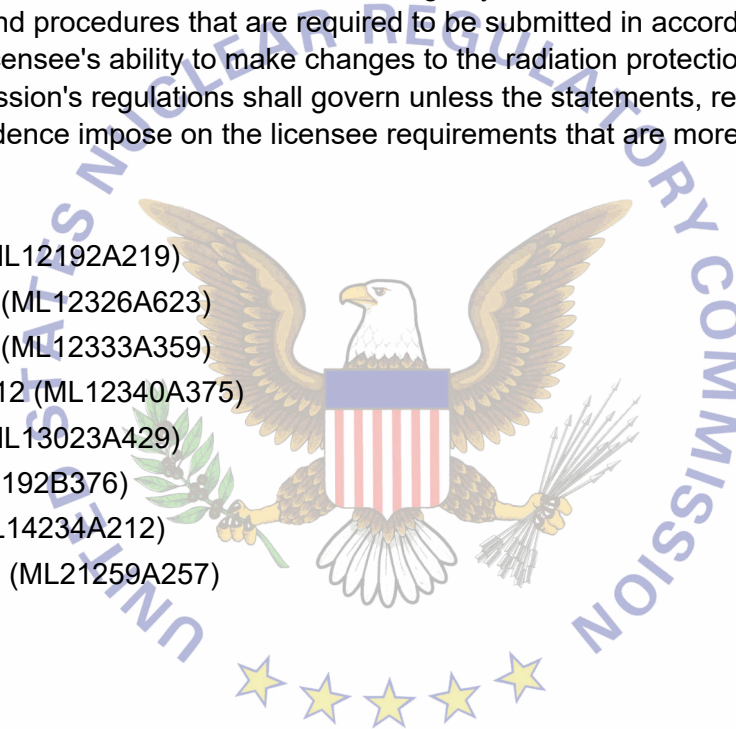 nd procedures that are required to be submitted in accord
ensee's ability to make changes to the radiation protectio
ssion's regulations shall govern unless the statements, re
dence impose on the licensee requirements that are more
ML12192A219)
(ML12326A623)
(ML12333A359)
12 (ML12340A375)
ML13023A429)
192B376)
L14234A212)
(ML21259A257)
UNITED STATES NUCLEAR REGULATORY COMMISSION